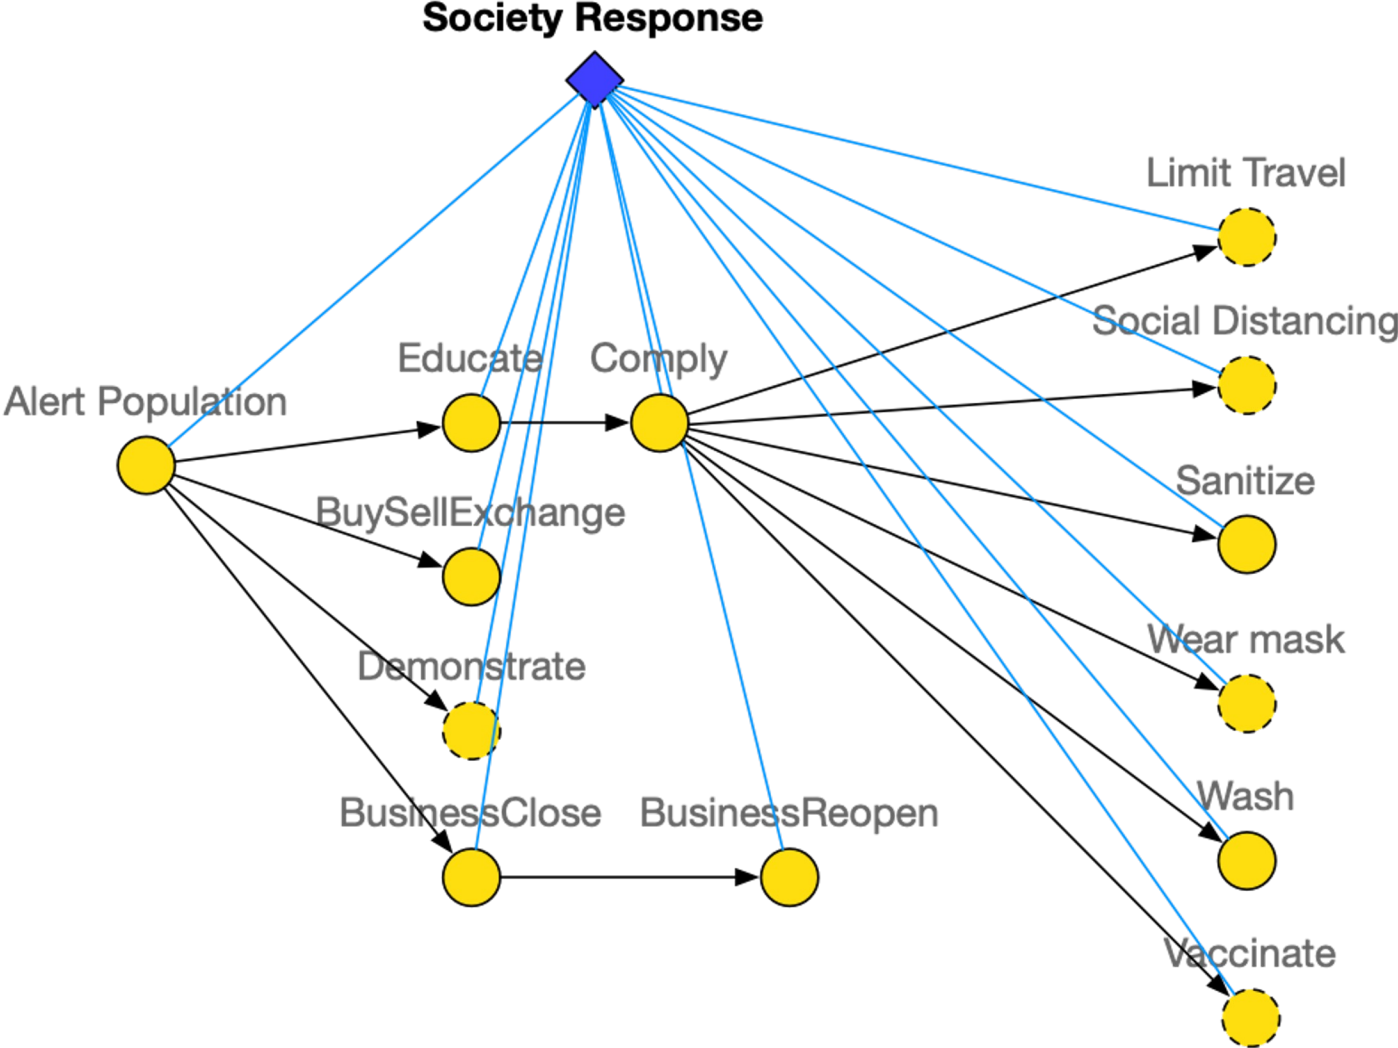 Society Response
Limit Travel
Social Distancing
Educate
Comply
Alert Population
Sanitize
BuySellExchange
Wear mask
Demonstrate
Wash
BusinessClose
BusinessReopen
Vaccinate